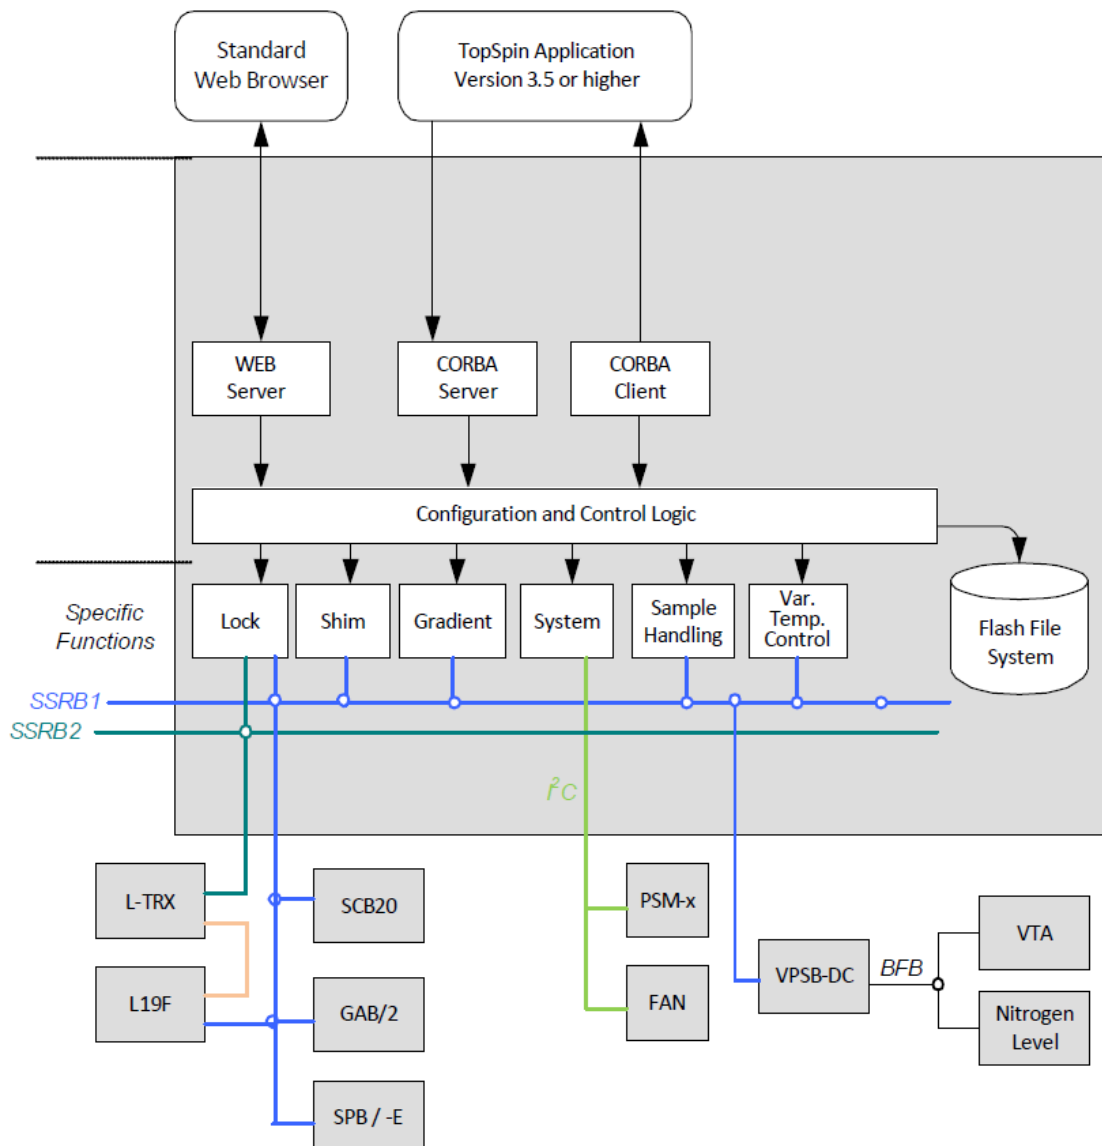 Standard
Web Browser
TopSpin Application
Version 3.5 or higher
WEB
Server
CORBA
Server
CORBA
Client
Configuration and Control Logic
Specific
Functions
Lock
Shim
Gradient
System
Sample
Handling
Var.
Temp.
Control
Flash File
System
SSRB1
SSRB2
I²C
L-TRX
SCB20
PSM-x
VTA
VPSB-DC
BFB
L19F
GAB/2
FAN
Nitrogen
Level
SPB / -E